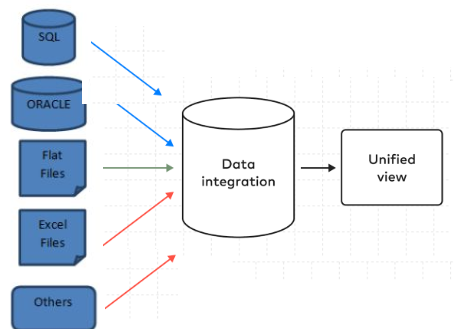 SQL
ORACLE
Flat
Files
Excel
Files
Others
Data
integration
Unified
view